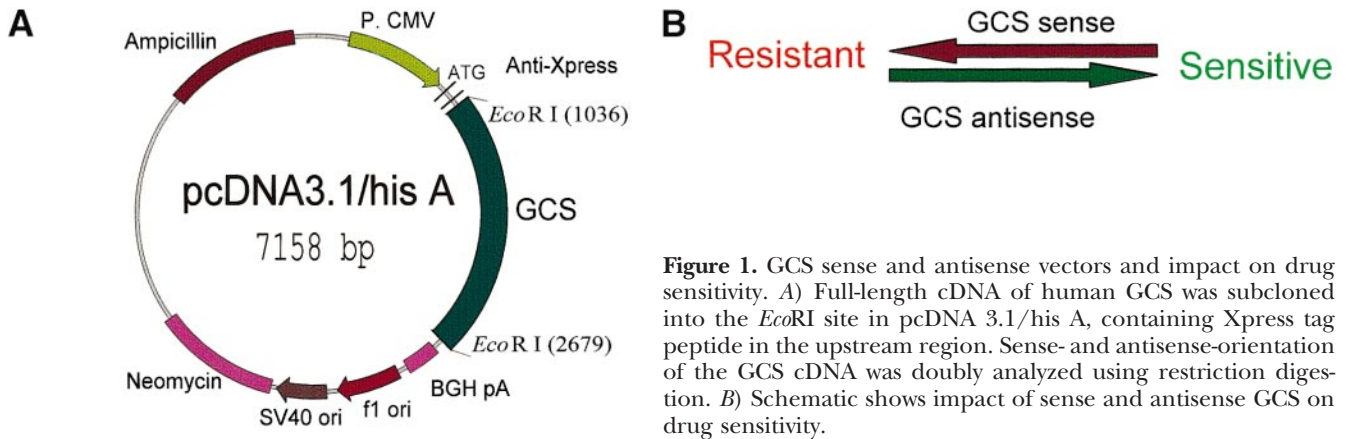 A
P. CMV
Ampicillin
ATG
Anti-Xpress
EcoR I (1036)
pcDNA3.1/his A
7158 bp
GCS
EcoR I (2679)
Neomycin
BGH pA
SV40 ori
f1 ori
B
GCS sense
Resistant
Sensitive
GCS antisense
Figure 1. GCS sense and antisense vectors and impact on drug
sensitivity. A) Full-length cDNA of human GCS was subcloned
into the EcoRI site in pcDNA 3.1/his A, containing Xpress tag
peptide in the upstream region. Sense- and antisense-orientation
of the GCS cDNA was doubly analyzed using restriction diges-
tion. B) Schematic shows impact of sense and antisense GCS on
drug sensitivity.